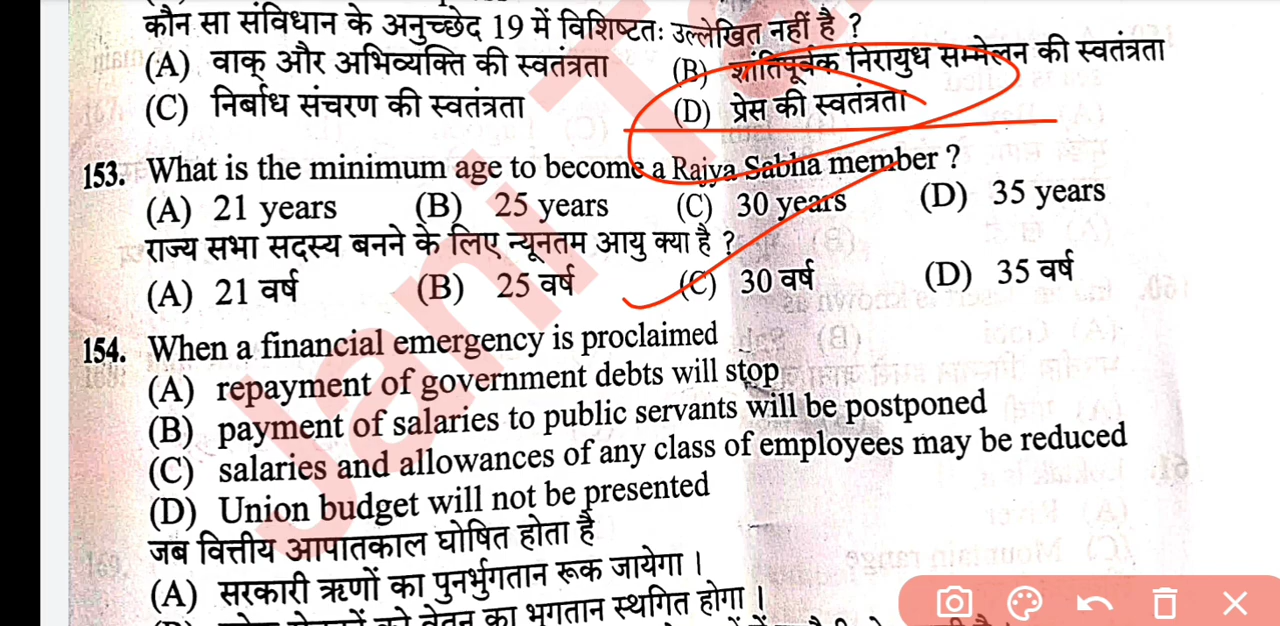 कौन सा संविधान के अनुच्छेद 19 में विशिष्टतः उल्लेखित नहीं है ?
(A) वाक् और अभिव्यक्ति की स्वतंत्रता (B) शांतिपूर्वक निरायुध सम्मेलन की स्वतंत्रता
(C) निर्बाध संचरण की स्वतंत्रता (D) प्रेस की स्वतंत्रता
153. What is the minimum age to become a Rajya Sabha member ?
(A) 21 years (B) 25 years (C) 30 years (D) 35 years
राज्य सभा सदस्य बनने के लिए न्यूनतम आयु क्या है ?
(A) 21 वर्ष (B) 25 वर्ष (C) 30 वर्ष (D) 35 वर्ष
154. When a financial emergency is proclaimed
(A) repayment of government debts will stop
(B) payment of salaries to public servants will be postponed
(C) salaries and allowances of any class of employees may be reduced
(D) Union budget will not be presented
जब वित्तीय आपातकाल घोषित होता है
(A) सरकारी ऋणों का पुनर्भुगतान रूक जायेगा ।
को वेतन का भुगतान स्थगित होगा ।
Jani T